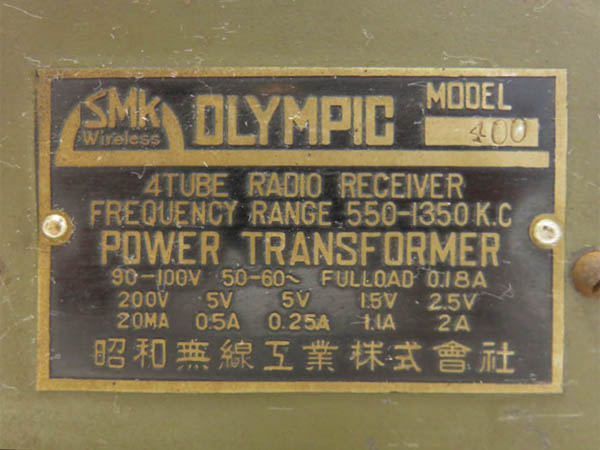 SMK
Wireless
OLYMPIC
MODEL
400
4TUBE RADIO RECEIVER
FREQUENCY RANGE 550-1350 K.C
POWER TRANSFORMER
90-100V 50-60~ FULLOAD 0.18A
200V 5V 5V 1.5V 2.5V
20MA 0.5A 0.25A 1.1A 2A
昭和無線工業株式會社